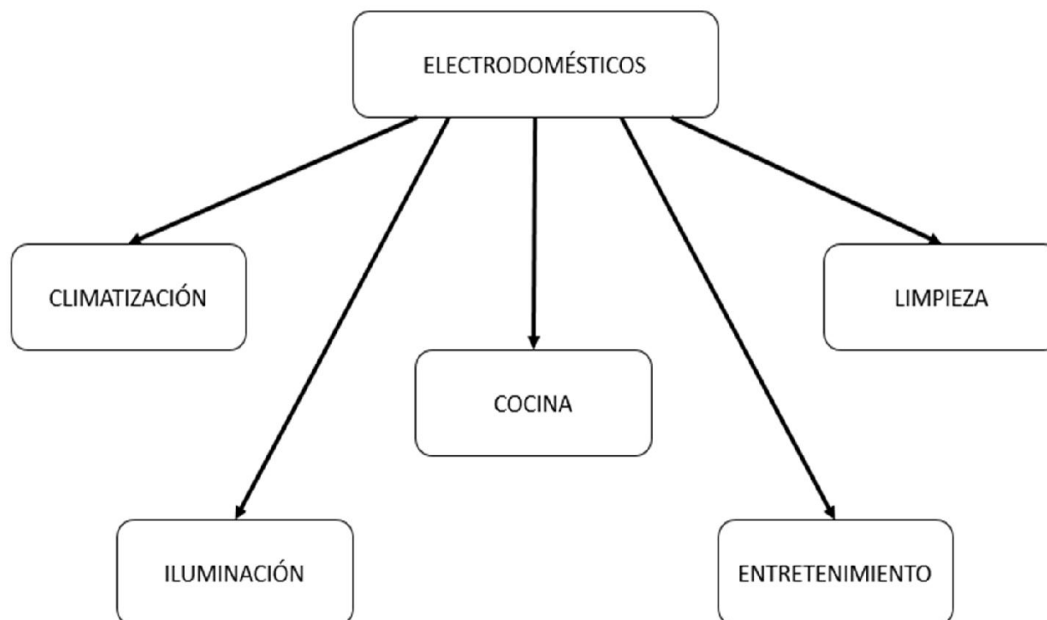 ELECTRODOMÉSTICOS
CLIMATIZACIÓN
LIMPIEZA
COCINA
ILUMINACIÓN
ENTRETENIMIENTO